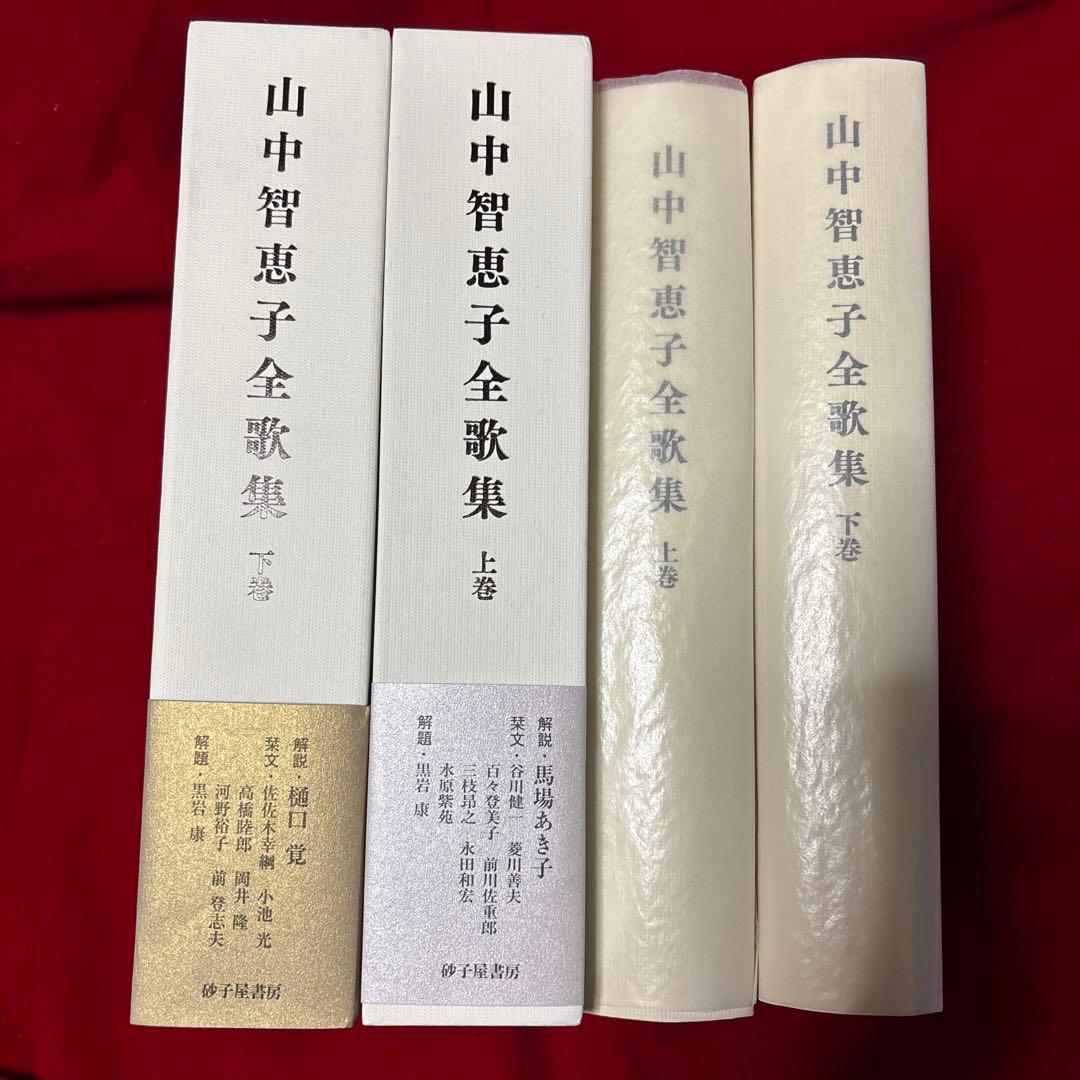 山中智恵子全歌集 下巻
解説・樋口 覚
栞文・佐佐木幸綱 小池 光
高橋睦郎 岡井 隆
河野裕子 前 登志夫
解題・黒岩 康
砂子屋書房
山中智恵子全歌集 上巻
解説・馬場あき子
栞文・谷川健一 菱川善夫
百々登美子 前川佐重郎
三枝昻之 永田和宏
水原紫苑
解題・黒岩 康
砂子屋書房
山中智恵子全歌集 上巻
山中智恵子全歌集 下巻